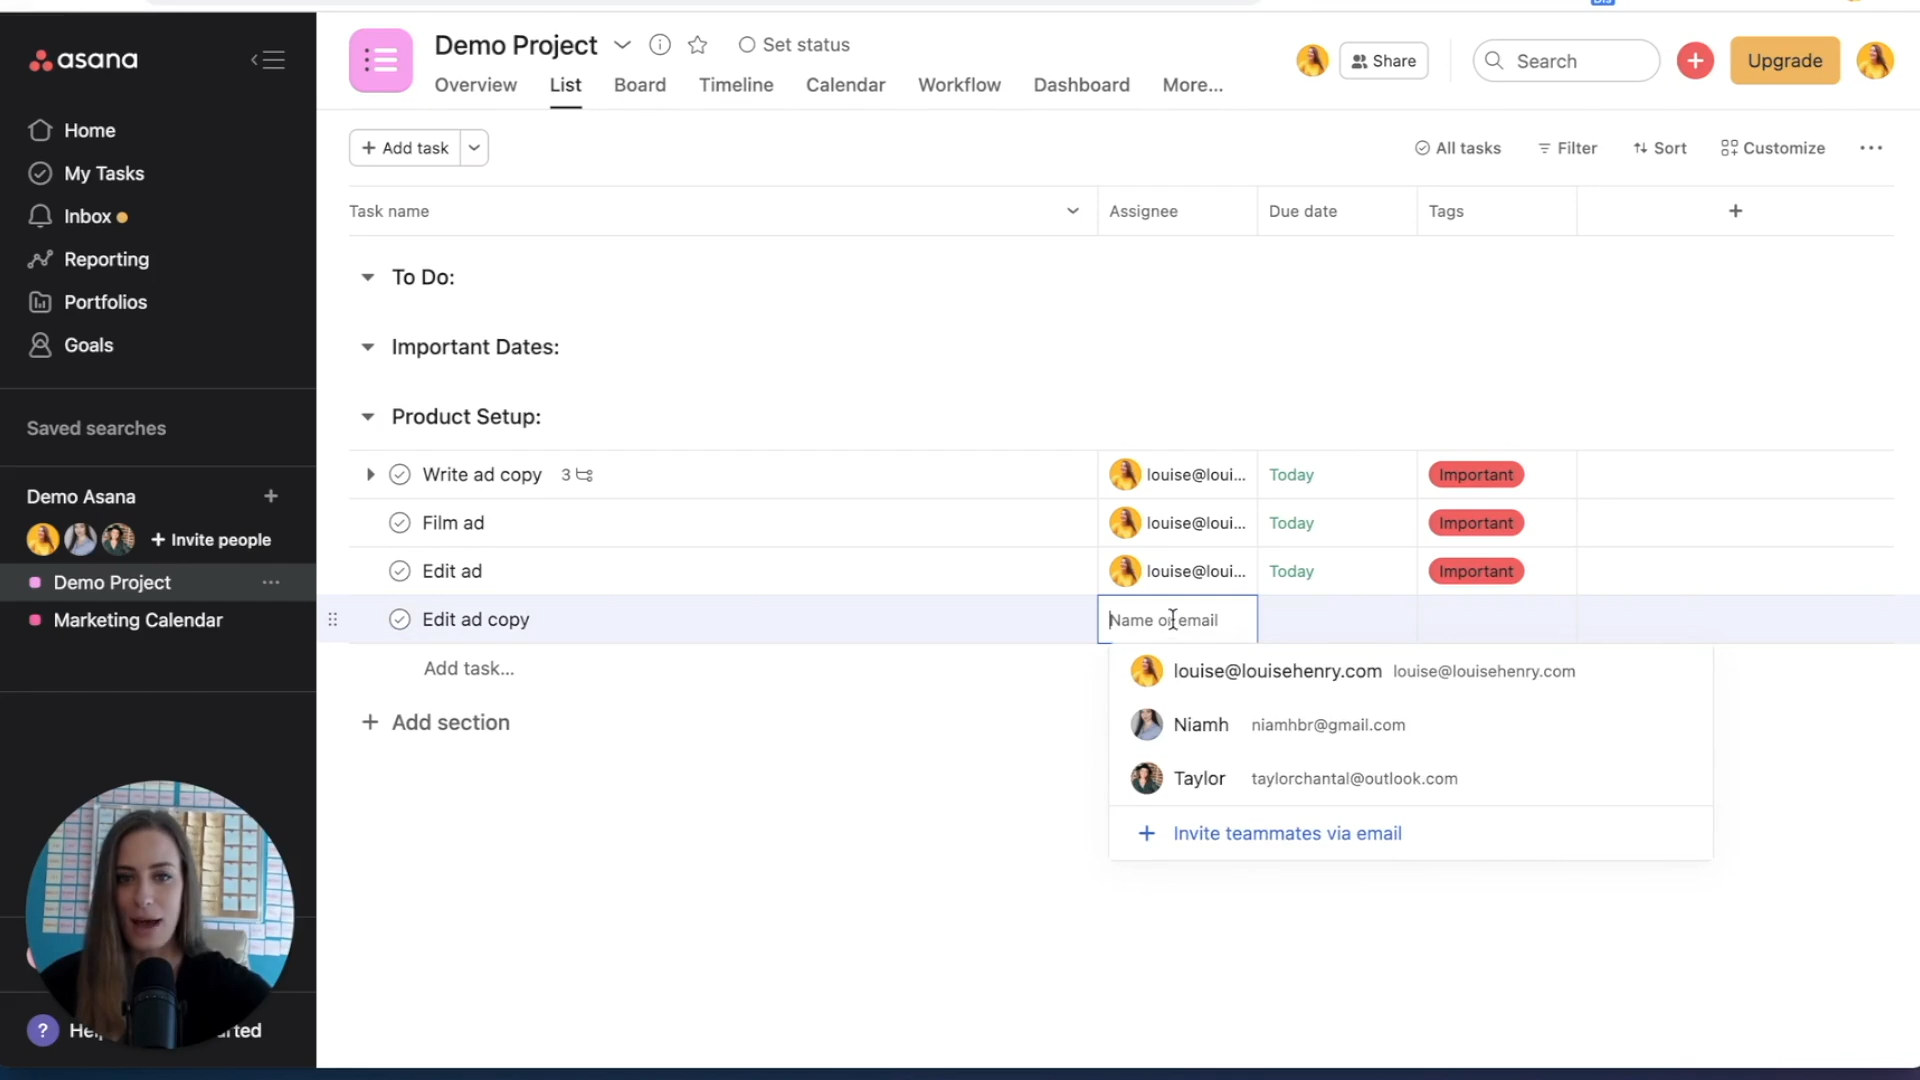 asana
Demo Project
Set status
Share
Search
Upgrade
Overview
List
Board
Timeline
Calendar
Workflow
Dashboard
More...
Home
My Tasks
Inbox
Reporting
Portfolios
Goals
Saved searches
Demo Asana
+ Invite people
Demo Project
Marketing Calendar
+ Add task
All tasks
Filter
Sort
Customize
Task name
Assignee
Due date
Tags
To Do:
Important Dates:
Product Setup:
Write ad copy 3 louise@loui... Today Important
Film ad louise@loui... Today Important
Edit ad louise@loui... Today Important
Edit ad copy Name or email
Add task...
+ Add section
louise@louisehenry.com louise@louisehenry.com
Niamh niamhbr@gmail.com
Taylor taylorchantal@outlook.com
+ Invite teammates via email
?